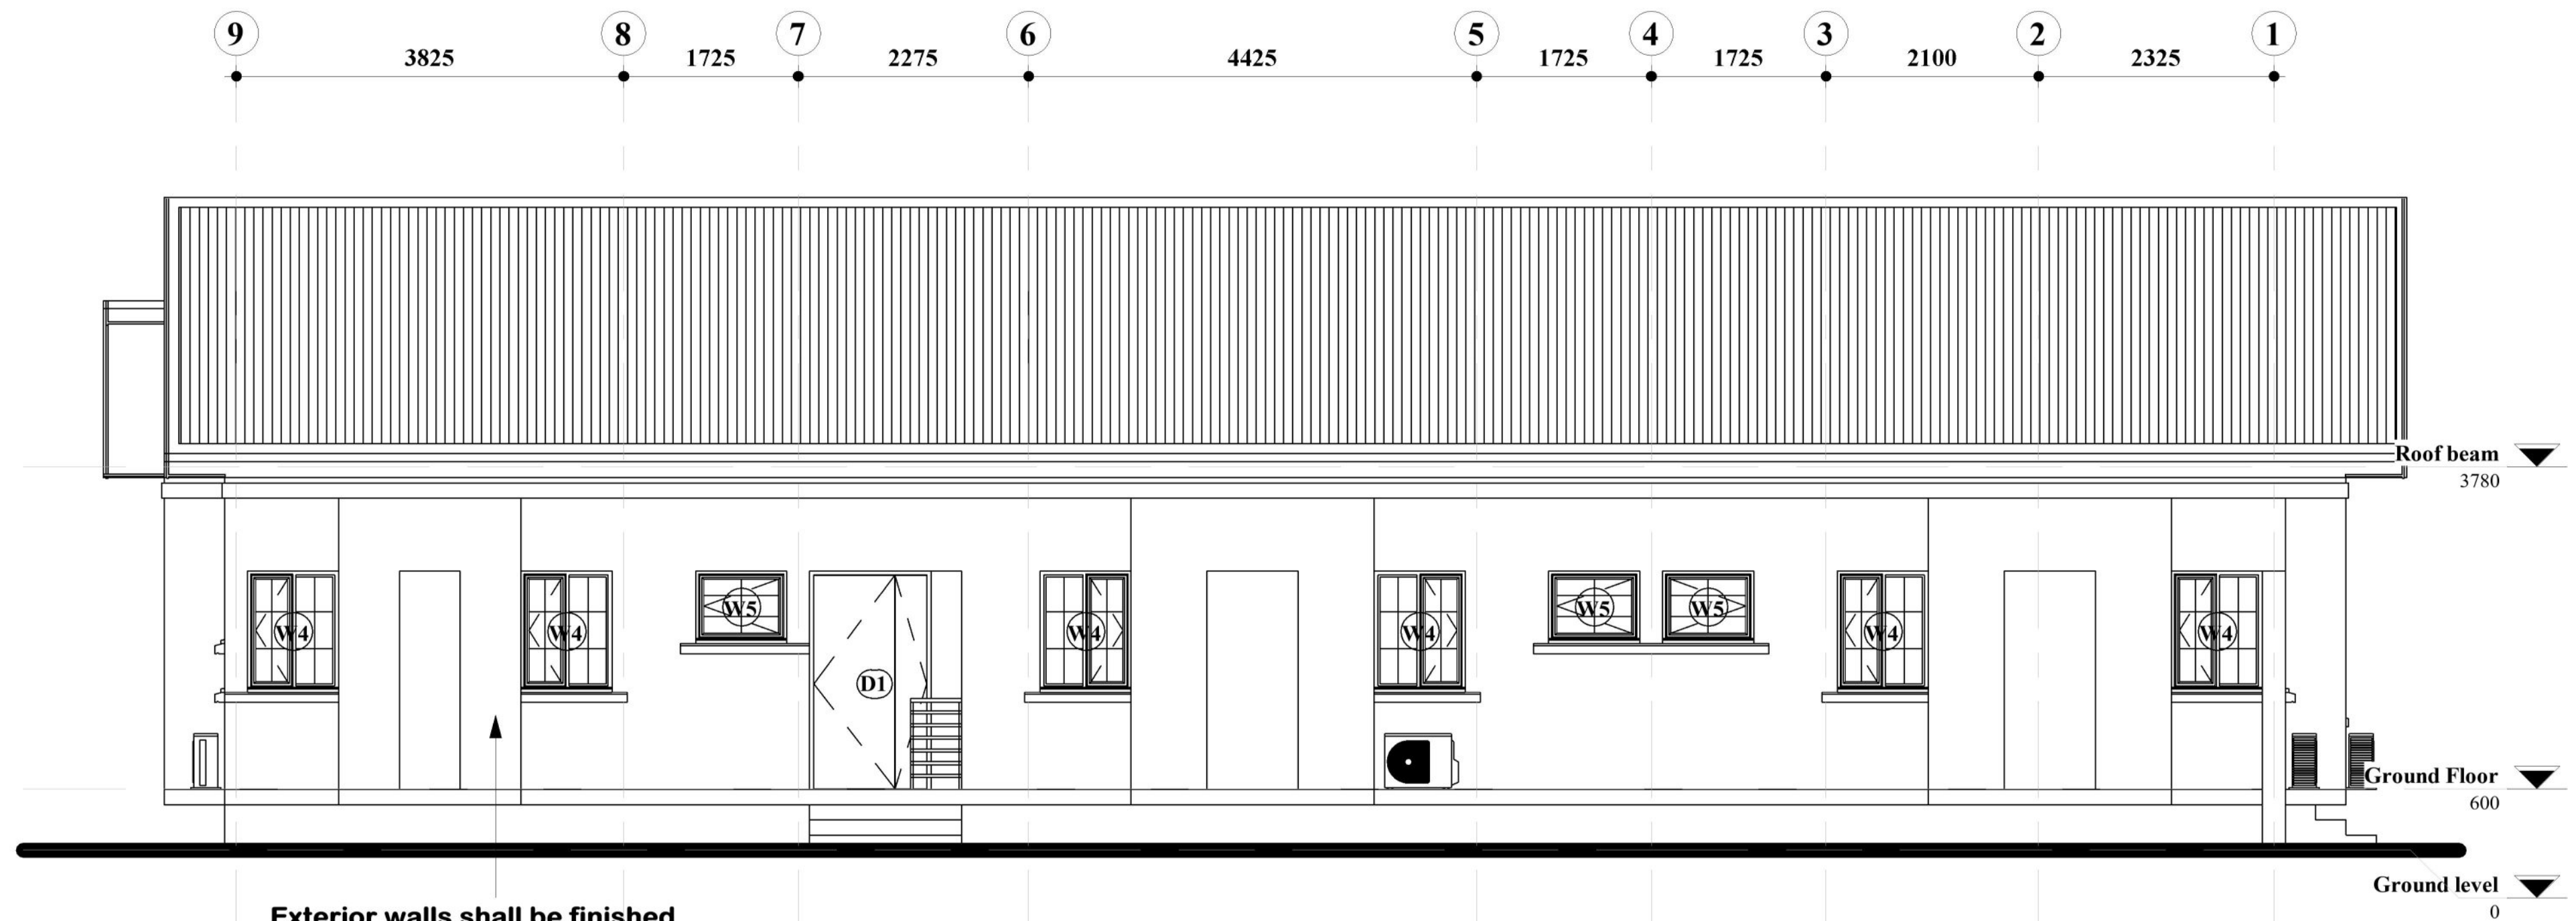 9 8 7 6 5 4 3 2 1
3825 1725 2275 4425 1725 1725 2100 2325
Roof beam
3780
W5 W5 W5
W4 W4 W4 W4 W4 W4
D1
Ground Floor
600
Ground level
0
Exterior walls shall be finished